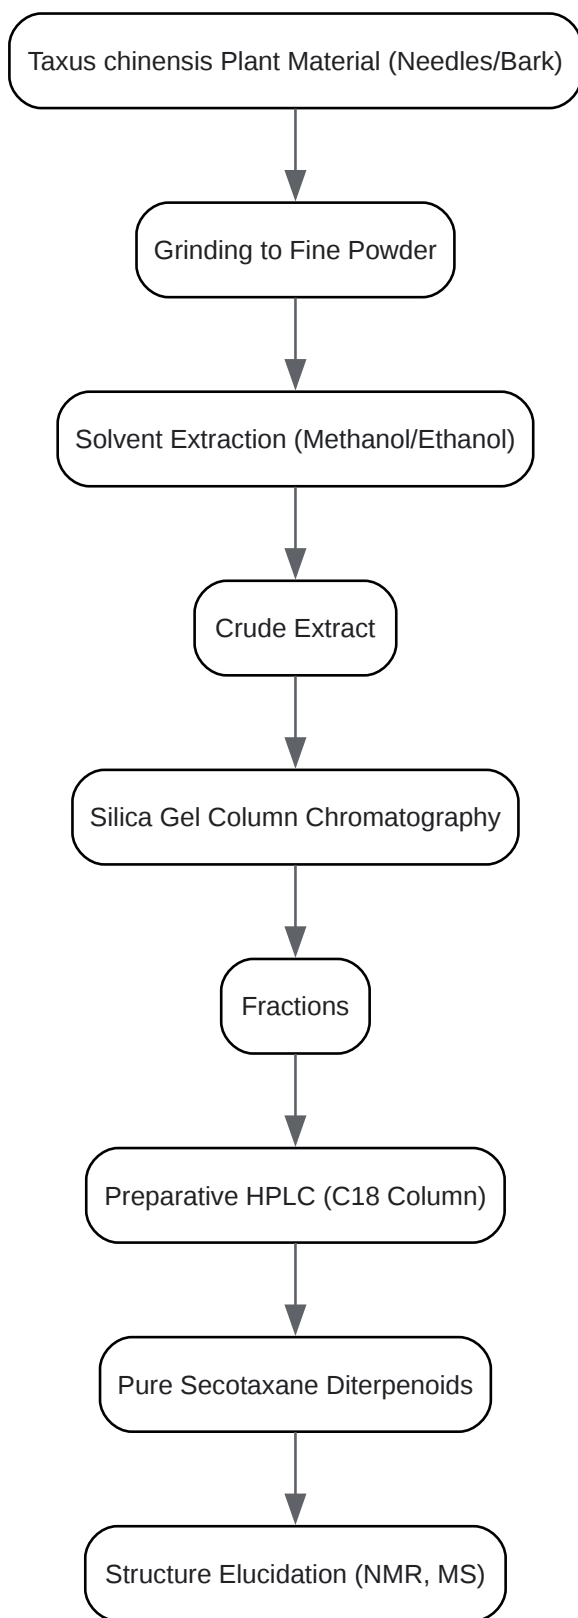 Taxus chinensis Plant Material (Needles/Bark)
Grinding to Fine Powder
Solvent Extraction (Methanol/Ethanol)
Crude Extract
Silica Gel Column Chromatography
Fractions
Preparative HPLC (C18 Column)
Pure Secotaxane Diterpenoids
Structure Elucidation (NMR, MS)